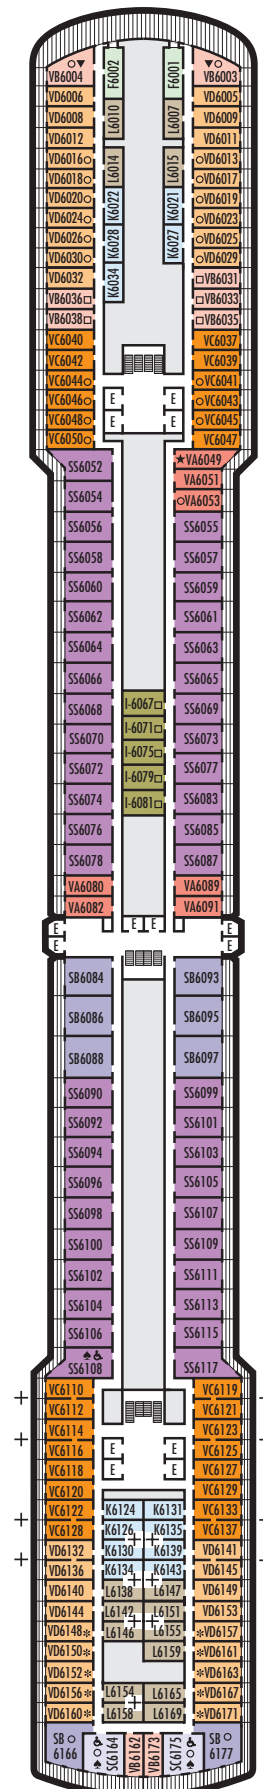 VB6004 F6002 F6001 VB6003
VD6006 VD6005
VD6008 L6010 L6007 VD6009
VD6012 VD6011
VD6016 L6014 L6015 VD6013
VD6018 VD6017
VD6020 K6022 K6021 VD6019
VD6024 VD6023
VD6026 K6028 K6027 VD6025
VD6030 VD6029
VD6032 K6034 VB6031
VB6036 VB6033
VB6038 VB6035
VC6040 VC6037
VC6042 VC6039
VC6044 VC6041
VC6046 E E VC6043
VC6048 E E VC6045
VC6050 VC6047
SS6052 VA6049
VA6051
SS6054 VA6053
SS6056 SS6055
SS6058 SS6057
SS6060 SS6059
SS6062 SS6061
SS6064 SS6063
SS6066 SS6065
SS6068 I-6067 SS6069
SS6070 I-6071 SS6073
SS6072 I-6075 SS6077
I-6079
SS6074 I-6081 SS6083
SS6076 SS6085
SS6078 SS6087
VA6080 VA6089
VA6082 VA6091
E E E E
E E
SB6084 SB6093
SB6086 SB6095
SB6088 SB6097
SS6090 SS6099
SS6092 SS6101
SS6094 SS6103
SS6096 SS6105
SS6098 SS6107
SS6100 SS6109
SS6102 SS6111
SS6104 SS6113
SS6106 SS6115
SS6108 SS6117
VC6110 VC6119
VC6112 VC6121
VC6114 VC6123
VC6116 E E VC6125
VC6118 E E VC6127
VC6120 VC6129
VC6122 K6124 K6131 VC6133
VC6128 K6126 K6135 VC6137
VD6132 K6130 K6139 VD6141
VD6136 K6134 K6143 VD6145
VD6140 L6138 L6147 VD6149
VD6144 L6142 L6151 VD6153
VD6148* L6146 L6155 *VD6157
VD6150* L6159 *VD6161
VD6152* *VD6163
VD6156* L6154 L6165 *VD6167
VD6160* L6158 L6169 *VD6171
SB 6166 SC6164 VB6162 VB6173 SC6175 SB 6177